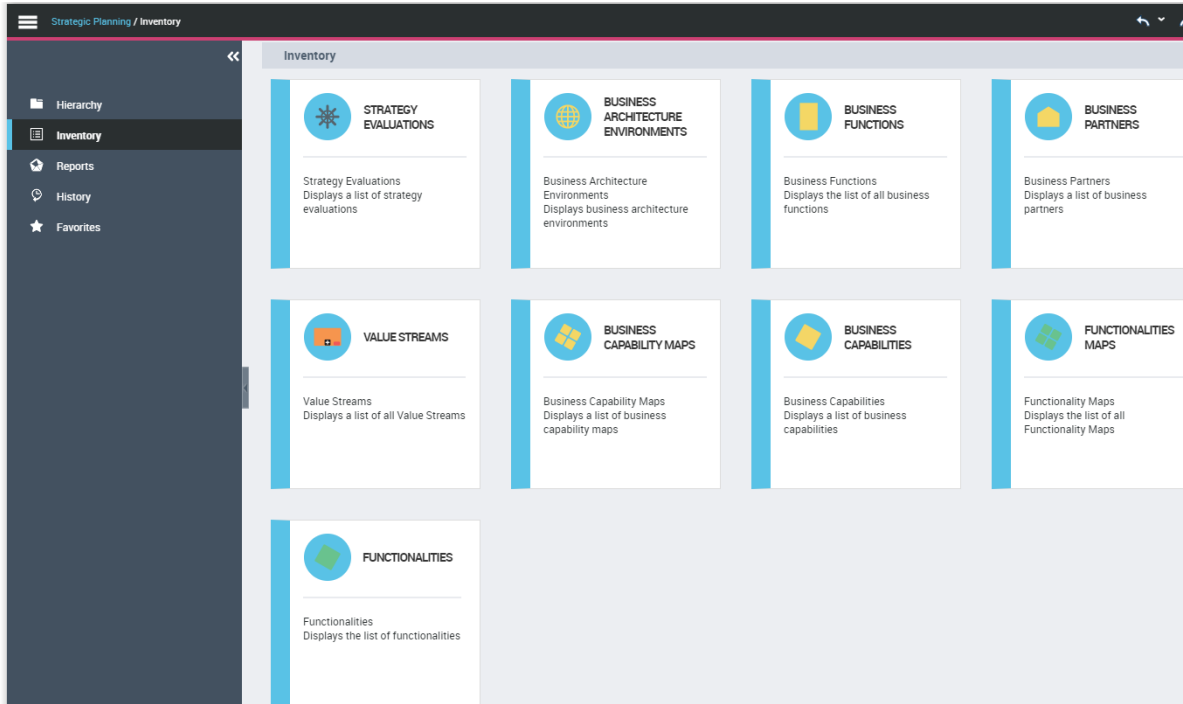 Strategic Planning / Inventory
Hierarchy
Inventory
Reports
History
Favorites
Inventory
STRATEGY
EVALUATIONS
Strategy Evaluations
Displays a list of strategy
evaluations
BUSINESS
ARCHITECTURE
ENVIRONMENTS
Business Architecture
Environments
Displays business architecture
environments
BUSINESS
FUNCTIONS
Business Functions
Displays the list of all business
functions
BUSINESS
PARTNERS
Business Partners
Displays a list of business
partners
VALUE STREAMS
Value Streams
Displays a list of all Value Streams
BUSINESS
CAPABILITY MAPS
Business Capability Maps
Displays a list of business
capability maps
BUSINESS
CAPABILITIES
Business Capabilities
Displays a list of business
capabilities
FUNCTIONALITIES
MAPS
Functionality Maps
Displays the list of all
Functionality Maps
FUNCTIONALITIES
Functionalities
Displays the list of functionalities